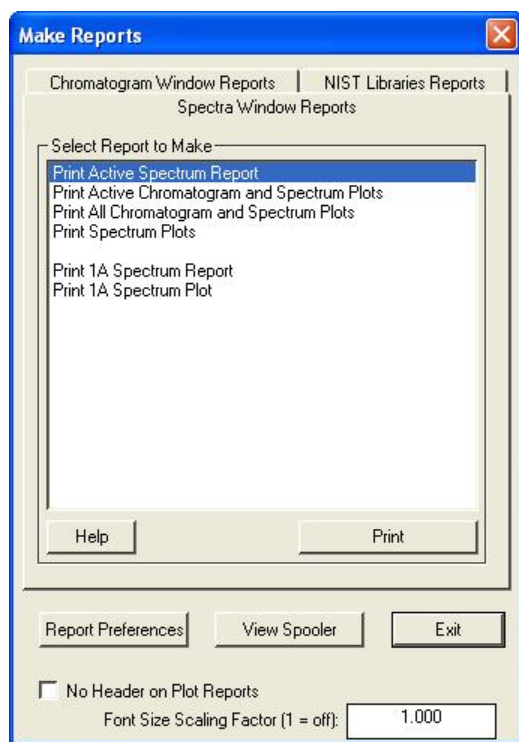 Make Reports
Chromatogram Window Reports
NIST Libraries Reports
Spectra Window Reports
Select Report to Make
Print Active Spectrum Report
Print Active Chromatogram and Spectrum Plots
Print All Chromatogram and Spectrum Plots
Print Spectrum Plots
Print 1A Spectrum Report
Print 1A Spectrum Plot
Help
Print
Report Preferences
View Spooler
Exit
No Header on Plot Reports
Font Size Scaling Factor (1 = off):
1.000